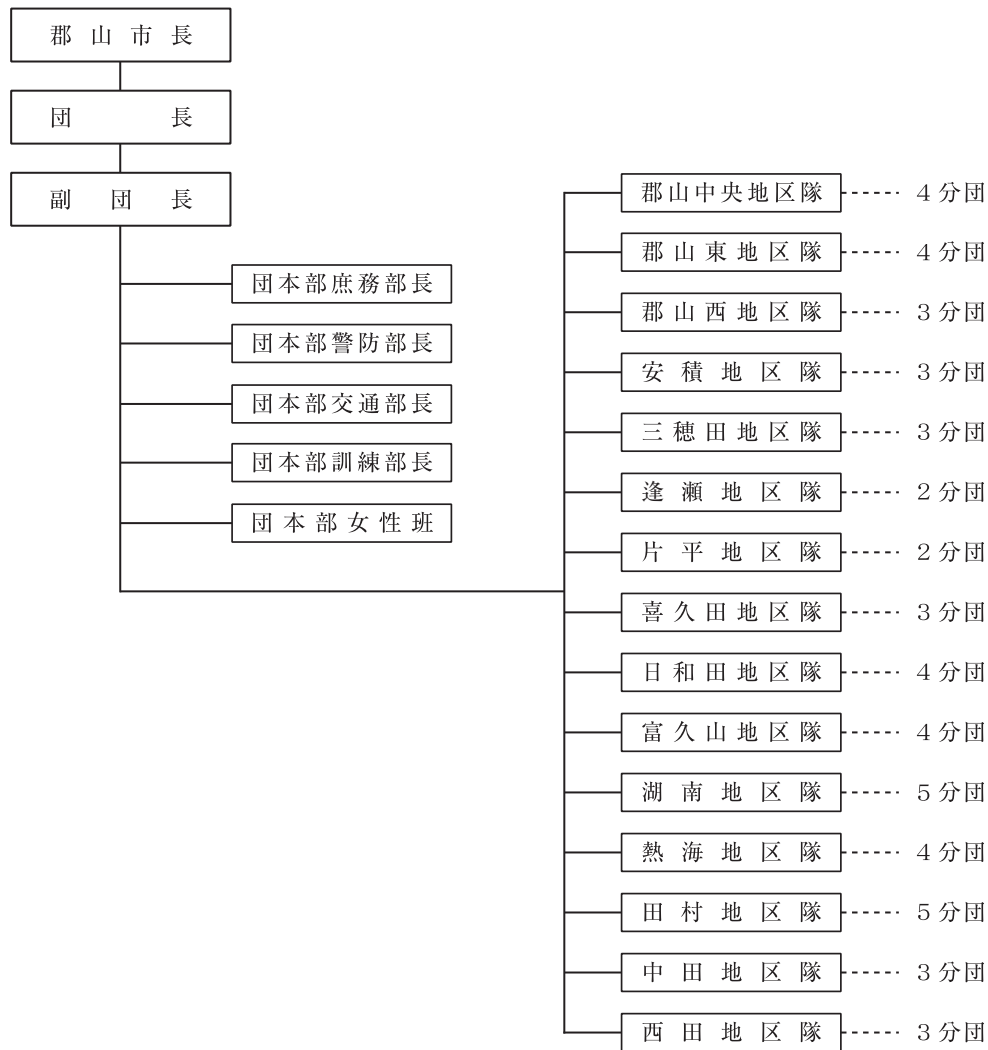 郡山市長
団長
副団長
団本部庶務部長
団本部警防部長
団本部交通部長
団本部訓練部長
団本部女性班
郡山中央地区隊 4分団
郡山東地区隊 4分団
郡山西地区隊 3分団
安積地区隊 3分団
三穂田地区隊 3分団
逢瀬地区隊 2分団
片平地区隊 2分団
喜久田地区隊 3分団
日和田地区隊 4分団
富久山地区隊 4分団
湖南地区隊 5分団
熱海地区隊 4分団
田村地区隊 5分団
中田地区隊 3分団
西田地区隊 3分団